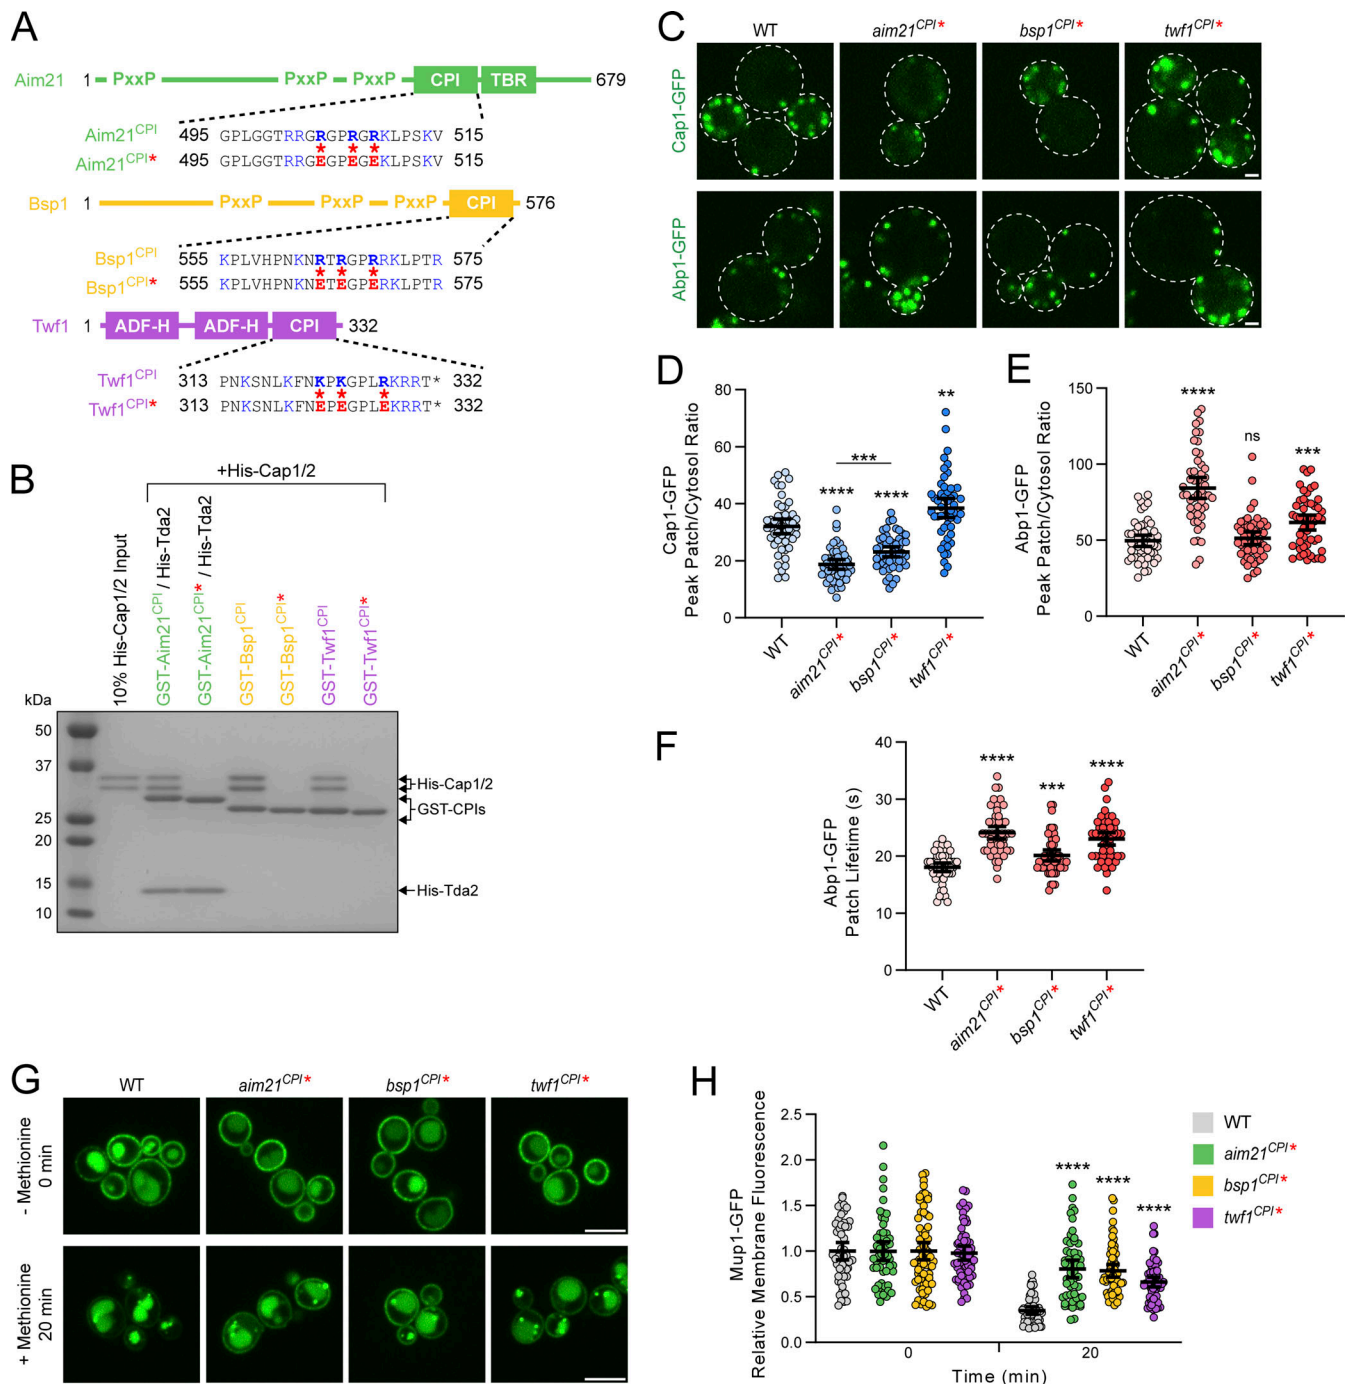 A
Aim21 1 PxxP PxxP PxxP CPI TBR 679
Aim21CPI 495 GPLGGTRRGRGPRGRKLPSKV 515
* * *
Aim21CPI* 495 GPLGGTRRGEGPEGEKLPSKV 515
Bsp1 1 PxxP PxxP PxxP CPI 576
Bsp1CPI 555 KPLVHPNKNRTRGPRRKLPTR 575
* * *
Bsp1CPI* 555 KPLVHPNKNETEGPERKLPTR 575
Twf1 1 ADF-H ADF-H CPI 332
Twf1CPI 313 PNKSNLKFNKPKGPLRKRRT* 332
* * *
Twf1CPI* 313 PNKSNLKFNEPEGPLEKRRT* 332
B
+His-Cap1/2
10% His-Cap1/2 Input
GST-Aim21CPI / His-Tda2
GST-Aim21CPI* / His-Tda2
GST-Bsp1CPI
GST-Bsp1CPI*
GST-Twf1CPI
GST-Twf1CPI*
kDa
50
37
25
20
15
10
His-Cap1/2
GST-CPIs
His-Tda2
C
WT aim21CPI* bsp1CPI* twf1CPI*
Cap1-GFP
Abp1-GFP
D
Cap1-GFP
Peak Patch/Cytosol Ratio
80
60
40
20
0
**** *** **** **
WT aim21CPI* bsp1CPI* twf1CPI*
E
Abp1-GFP
Peak Patch/Cytosol Ratio
150
100
50
0
**** ns ***
WT aim21CPI* bsp1CPI* twf1CPI*
F
Abp1-GFP
Patch Lifetime (s)
40
30
20
10
0
**** *** ****
WT aim21CPI* bsp1CPI* twf1CPI*
G
WT aim21CPI* bsp1CPI* twf1CPI*
- Methionine
0 min
+ Methionine
20 min
H
Mup1-GFP
Relative Membrane Fluorescence
2.5
2.0
1.5
1.0
0.5
0.0
**** **** ****
0 20
Time (min)
WT
aim21CPI*
bsp1CPI*
twf1CPI*